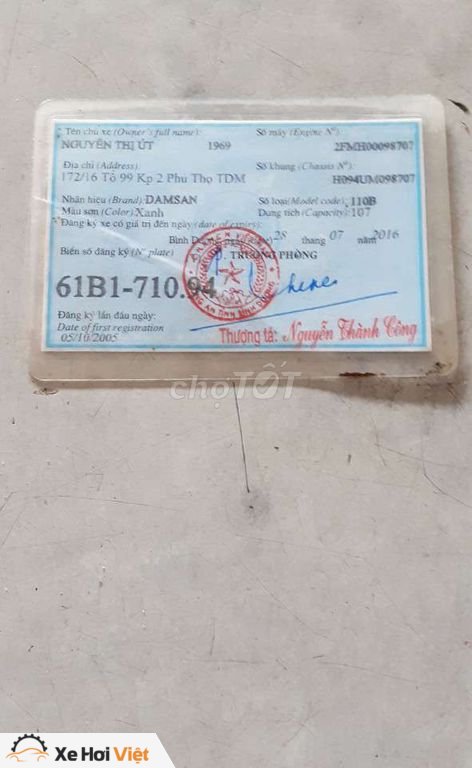 Tên chủ xe (Owner's full name): Số máy (Engine Nº):
NGUYỄN THỊ ÚT 1969 2FMH00098707
Địa chỉ (Address): Số khung (Chassis Nº):
172/16 Tổ 99 Kp 2 Phú Thọ TDM H094UM098707
Nhãn hiệu (Brand): DAMSAN Số loại (Model code): 110B
Màu sơn (Color): Xanh Dung tích (Capacity): 107
Đăng ký xe có giá trị đến ngày (date of expiry):
Bình 28 tháng 07 năm 2016
Biển số đăng ký (Nº plate) P. TRƯỞNG PHÒNG
61B1-710.94
Đăng ký lần đầu ngày:
Date of first registration
05/10/2005
Thượng tá: Nguyễn Thành Công
chợTỐT
Xe Hơi Việt